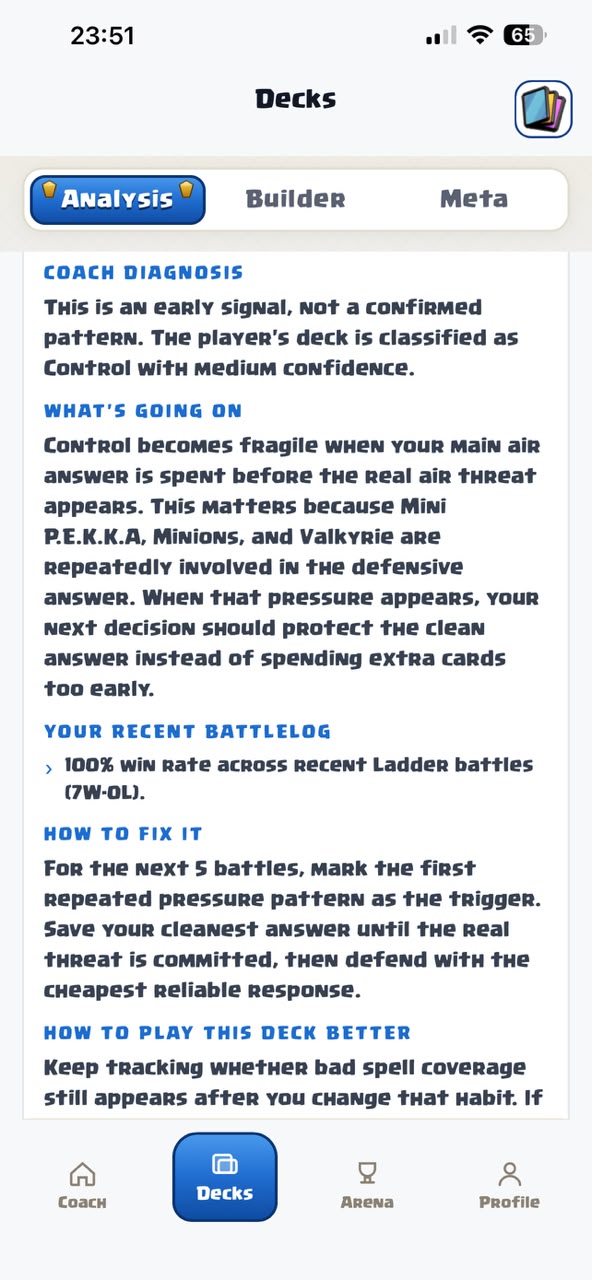 23:51
65
Decks
Analysis
Builder
Meta
COACH DIAGNOSIS
This is an early signal, not a confirmed
pattern. The player's deck is classified as
Control with medium confidence.
WHAT'S GOING ON
Control becomes fragile when your main air
answer is spent before the real air threat
appears. This matters because Mini
P.E.K.K.A, Minions, and Valkyrie are
repeatedly involved in the defensive
answer. When that pressure appears, your
next decision should protect the clean
answer instead of spending extra cards
too early.
YOUR RECENT BATTLELOG
› 100% win rate across recent Ladder battles
(7W-0L).
HOW TO FIX IT
For the next 5 battles, mark the first
repeated pressure pattern as the trigger.
Save your cleanest answer until the real
threat is committed, then defend with the
cheapest reliable response.
HOW TO PLAY THIS DECK BETTER
Keep tracking whether bad spell coverage
still appears after you change that habit. If
Coach
Decks
Arena
Profile